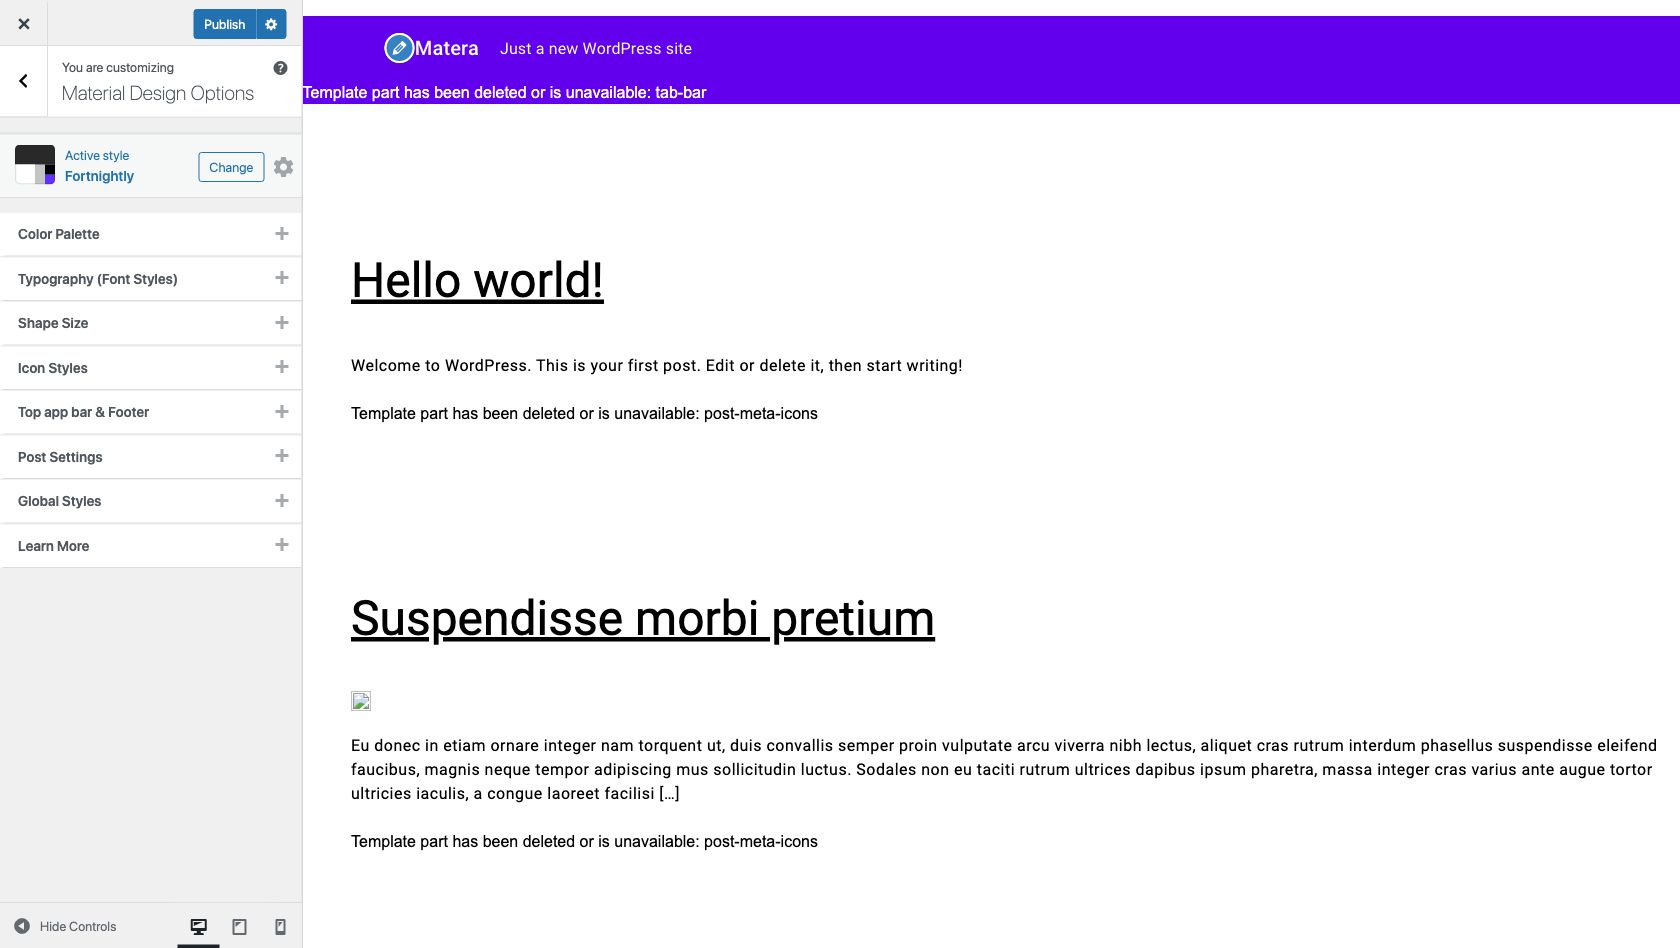 Publish
You are customizing
Material Design Options
Active style
Fortnightly
Change
Color Palette
Typography (Font Styles)
Shape Size
Icon Styles
Top app bar & Footer
Post Settings
Global Styles
Learn More
Hide Controls
Matera Just a new WordPress site
Template part has been deleted or is unavailable: tab-bar
Hello world!
Welcome to WordPress. This is your first post. Edit or delete it, then start writing!
Template part has been deleted or is unavailable: post-meta-icons
Suspendisse morbi pretium
Eu donec in etiam ornare integer nam torquent ut, duis convallis semper proin vulputate arcu viverra nibh lectus, aliquet cras rutrum interdum phasellus suspendisse eleifend
faucibus, magnis neque tempor adipiscing mus sollicitudin luctus. Sodales non eu taciti rutrum ultrices dapibus ipsum pharetra, massa integer cras varius ante augue tortor
ultricies iaculis, a congue laoreet facilisi […]
Template part has been deleted or is unavailable: post-meta-icons